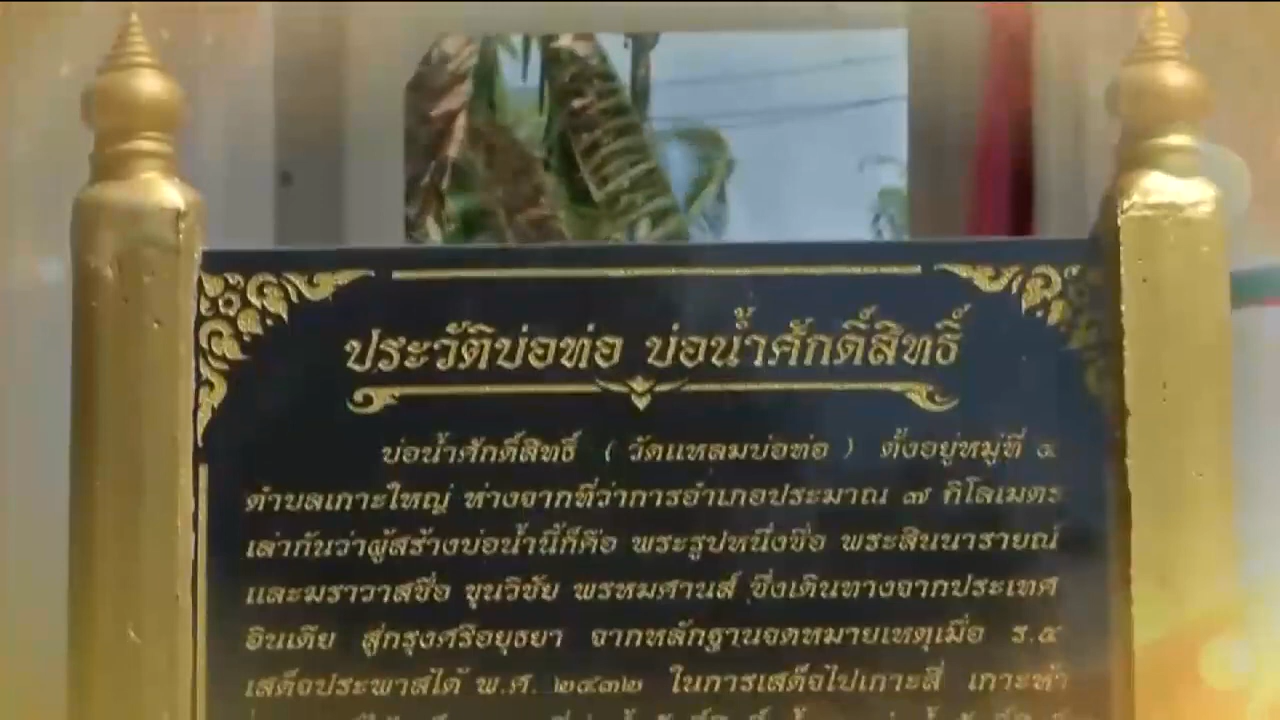 ประวัติบ่อท่อ บ่อน้ำศักดิ์สิทธิ์
บ่อน้ำศักดิ์สิทธิ์ ( วัดแหลมบ่อท่อ ) ตั้งอยู่หมู่ที่
ตำบลเกาะใหญ่ ห่างจากที่ว่าการอำเภอประมาณ ๗ กิโลเมตร
เล่ากันว่าผู้สร้างบ่อน้ำนี้ก็คือ พระรูปหนึ่งชื่อ พระสินนารายณ์
และมราวาสชื่อ ขุนวิชัย พรหมศานส์ ซึ่งเดินทางจากประเทศ
อินเดีย สู่กรุงศรีอยุธยา จากหลักฐานจดหมายเหตุเมื่อ ร.๕
เสด็จประพาสได้ พ.ศ. ๒๔๓๒ ในการเสด็จไปเกาะสี่ เกาะห้า